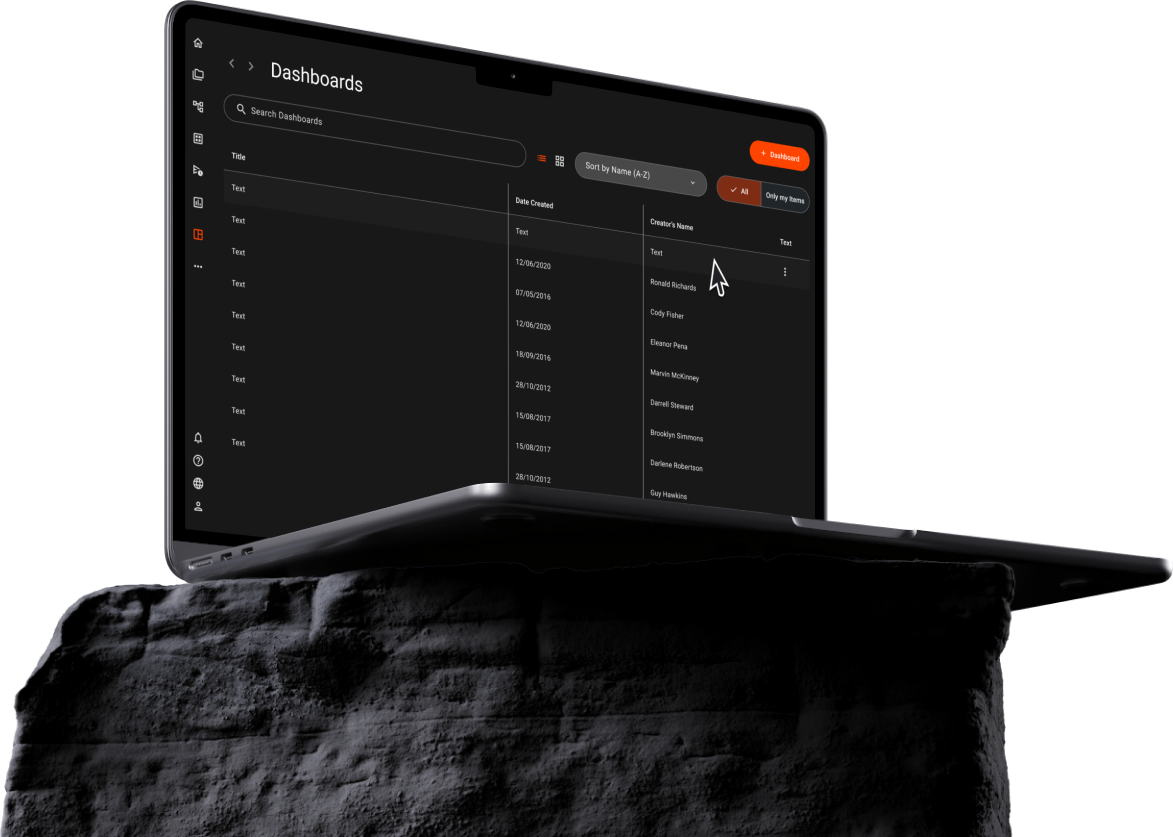 Dashboards
Search Dashboards
+ Dashboard
Sort by Name (A-Z)
All
Only my Items
Title
Date Created
Creator's Name
Text
Text
Text
Text
Text
12/06/2020
Ronald Richards
Text
07/05/2016
Cody Fisher
Text
12/06/2020
Eleanor Pena
Text
18/09/2016
Marvin McKinney
Text
28/10/2012
Darrell Steward
Text
15/08/2017
Brooklyn Simmons
Text
15/08/2017
Darlene Robertson
Text
28/10/2012
Guy Hawkins